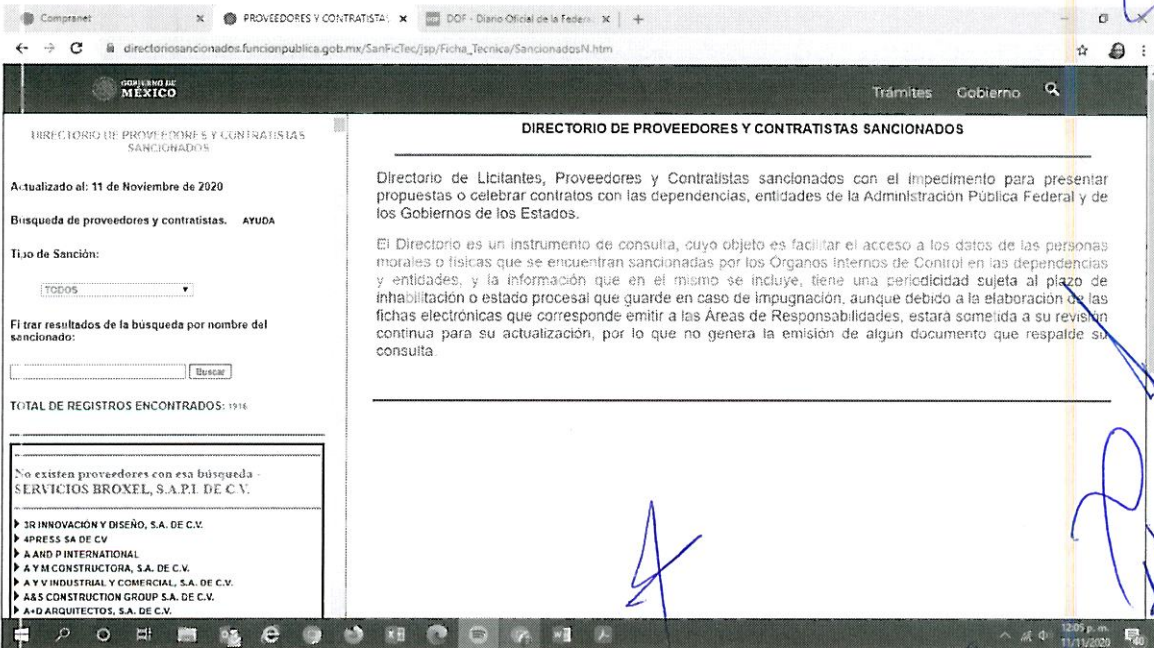 Compranet
PROVEEDORES Y CONTRATISTAS
DOF - Diario Oficial de la Federa
directoriosancionados.funcionpublica.gob.mx/SanFicTec/jsp/Ficha_Tecnica/SancionadosN.htm
GOBIERNO DE
MÉXICO
Trámites Gobierno
DIRECTORIO DE PROVEEDORES Y CONTRATISTAS
SANCIONADOS
Actualizado al: 11 de Noviembre de 2020
Busqueda de proveedores y contratistas. AYUDA
Tipo de Sanción:
TODOS
Filtrar resultados de la búsqueda por nombre del
sancionado:
Buscar
TOTAL DE REGISTROS ENCONTRADOS: 1916
No existen proveedores con esa búsqueda -
SERVICIOS BROXEL, S.A.P.I. DE C.V.
3R INNOVACIÓN Y DISEÑO, S.A. DE C.V.
4PRESS SA DE CV
A AND P INTERNATIONAL
A Y M CONSTRUCTORA, S.A. DE C.V.
A Y V INDUSTRIAL Y COMERCIAL, S.A. DE C.V.
A&S CONSTRUCTION GROUP S.A. DE C.V.
A+D ARQUITECTOS, S.A. DE C.V.
DIRECTORIO DE PROVEEDORES Y CONTRATISTAS SANCIONADOS
Directorio de Licitantes, Proveedores y Contratistas sancionados con el impedimento para presentar
propuestas o celebrar contratos con las dependencias, entidades de la Administración Pública Federal y de
los Gobiernos de los Estados.
El Directorio es un instrumento de consulta, cuyo objeto es facilitar el acceso a los datos de las personas
morales o físicas que se encuentran sancionadas por los Órganos Internos de Control en las dependencias
y entidades, y la información que en el mismo se incluye, tiene una periodicidad sujeta al plazo de
inhabilitación o estado procesal que guarde en caso de impugnación, aunque debido a la elaboración de las
fichas electrónicas que corresponde emitir a las Áreas de Responsabilidades, estará sometida a su revisión
continua para su actualización, por lo que no genera la emisión de algun documento que respalde su
consulta.
12:05 p. m.
11/11/2020